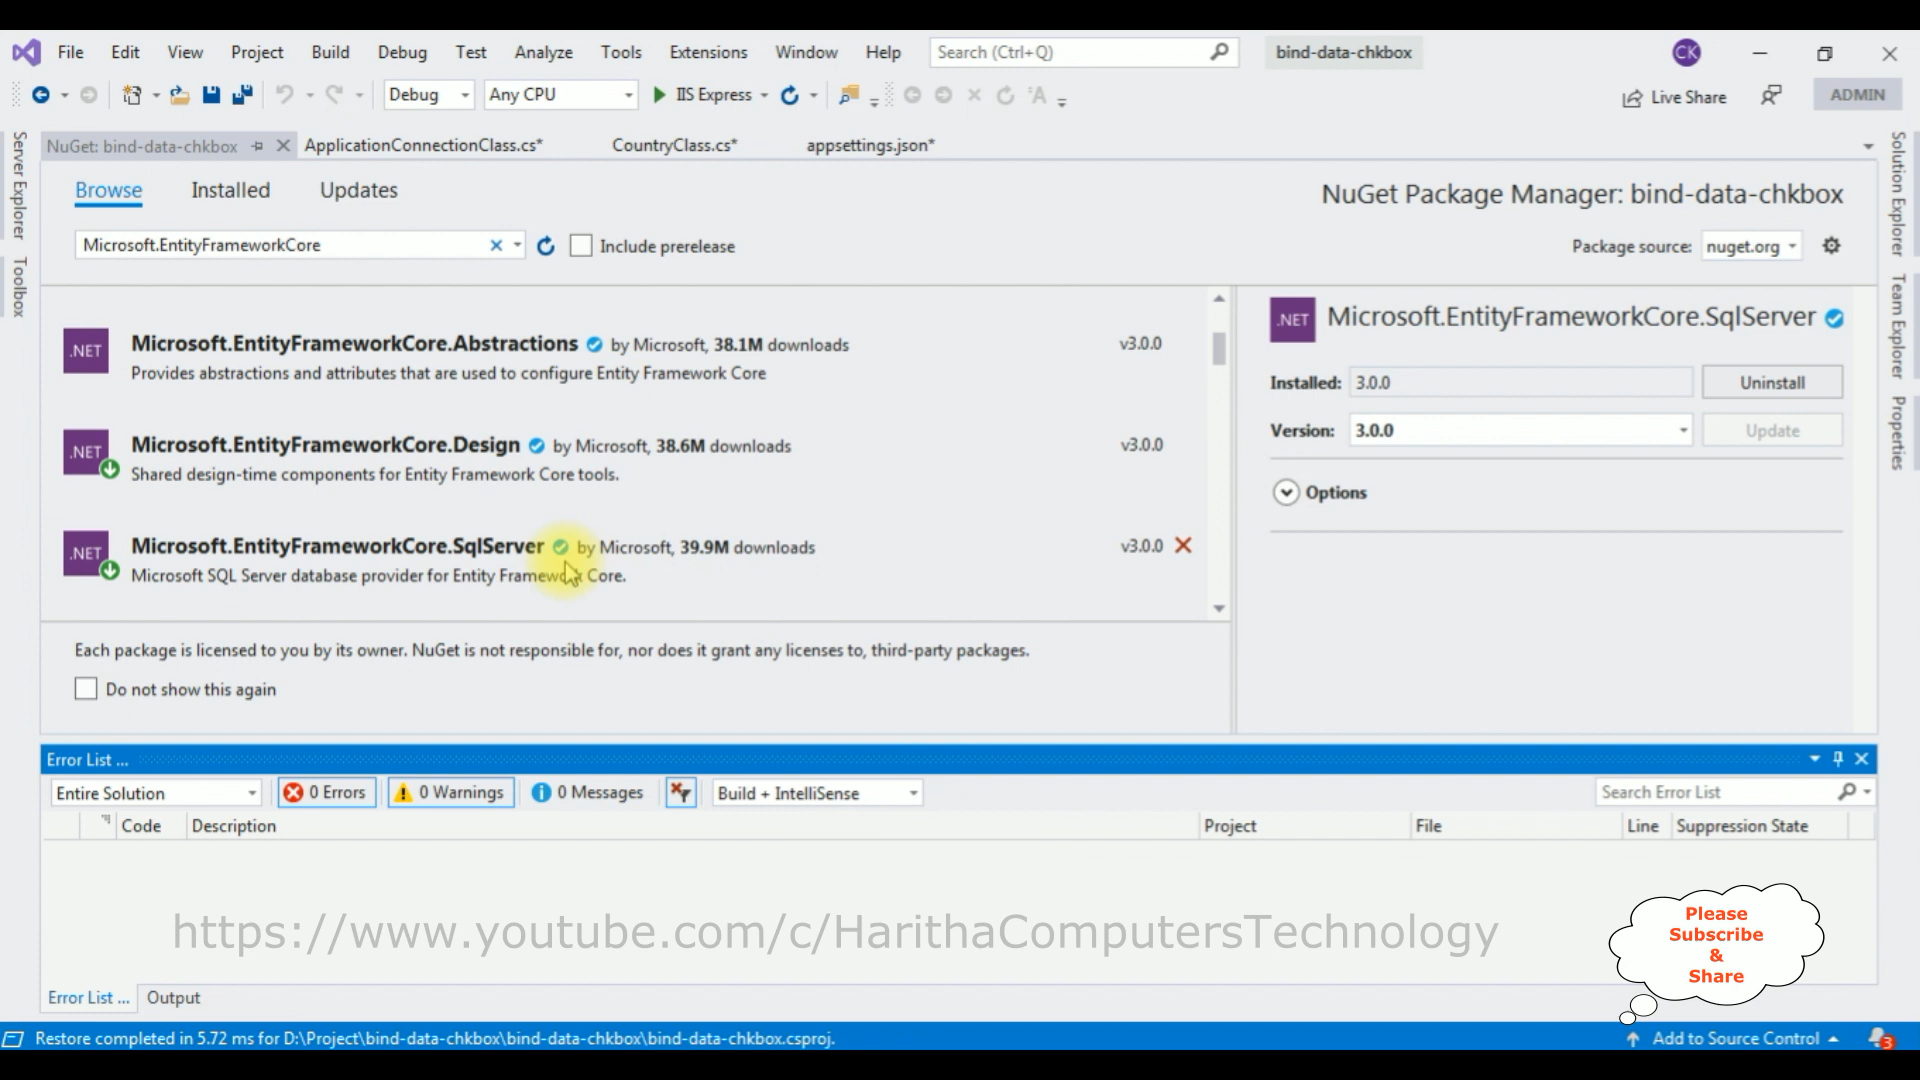 File Edit View Project Build Debug Test Analyze Tools Extensions Window Help Search (Ctrl+Q) bind-data-chkbox CK
Debug Any CPU IIS Express Live Share ADMIN
NuGet: bind-data-chkbox ApplicationConnectionClass.cs* CountryClass.cs* appsettings.json*
Server Explorer
Toolbox
Solution Explorer
Team Explorer
Properties
Browse Installed Updates
NuGet Package Manager: bind-data-chkbox
Microsoft.EntityFrameworkCore Include prerelease
Package source: nuget.org
.NET Microsoft.EntityFrameworkCore.Abstractions by Microsoft, 38.1M downloads v3.0.0
Provides abstractions and attributes that are used to configure Entity Framework Core
.NET Microsoft.EntityFrameworkCore.Design by Microsoft, 38.6M downloads v3.0.0
Shared design-time components for Entity Framework Core tools.
.NET Microsoft.EntityFrameworkCore.SqlServer by Microsoft, 39.9M downloads v3.0.0
Microsoft SQL Server database provider for Entity Framework Core.
.NET Microsoft.EntityFrameworkCore.SqlServer
Installed: 3.0.0 Uninstall
Version: 3.0.0 Update
Options
Each package is licensed to you by its owner. NuGet is not responsible for, nor does it grant any licenses to, third-party packages.
Do not show this again
Error List ...
Entire Solution 0 Errors 0 Warnings 0 Messages Build + IntelliSense Search Error List
Code Description Project File Line Suppression State
https://www.youtube.com/c/HarithaComputersTechnology
Please
Subscribe
&
Share
Error List ... Output
Restore completed in 5.72 ms for D:\Project\bind-data-chkbox\bind-data-chkbox\bind-data-chkbox.csproj. Add to Source Control 3